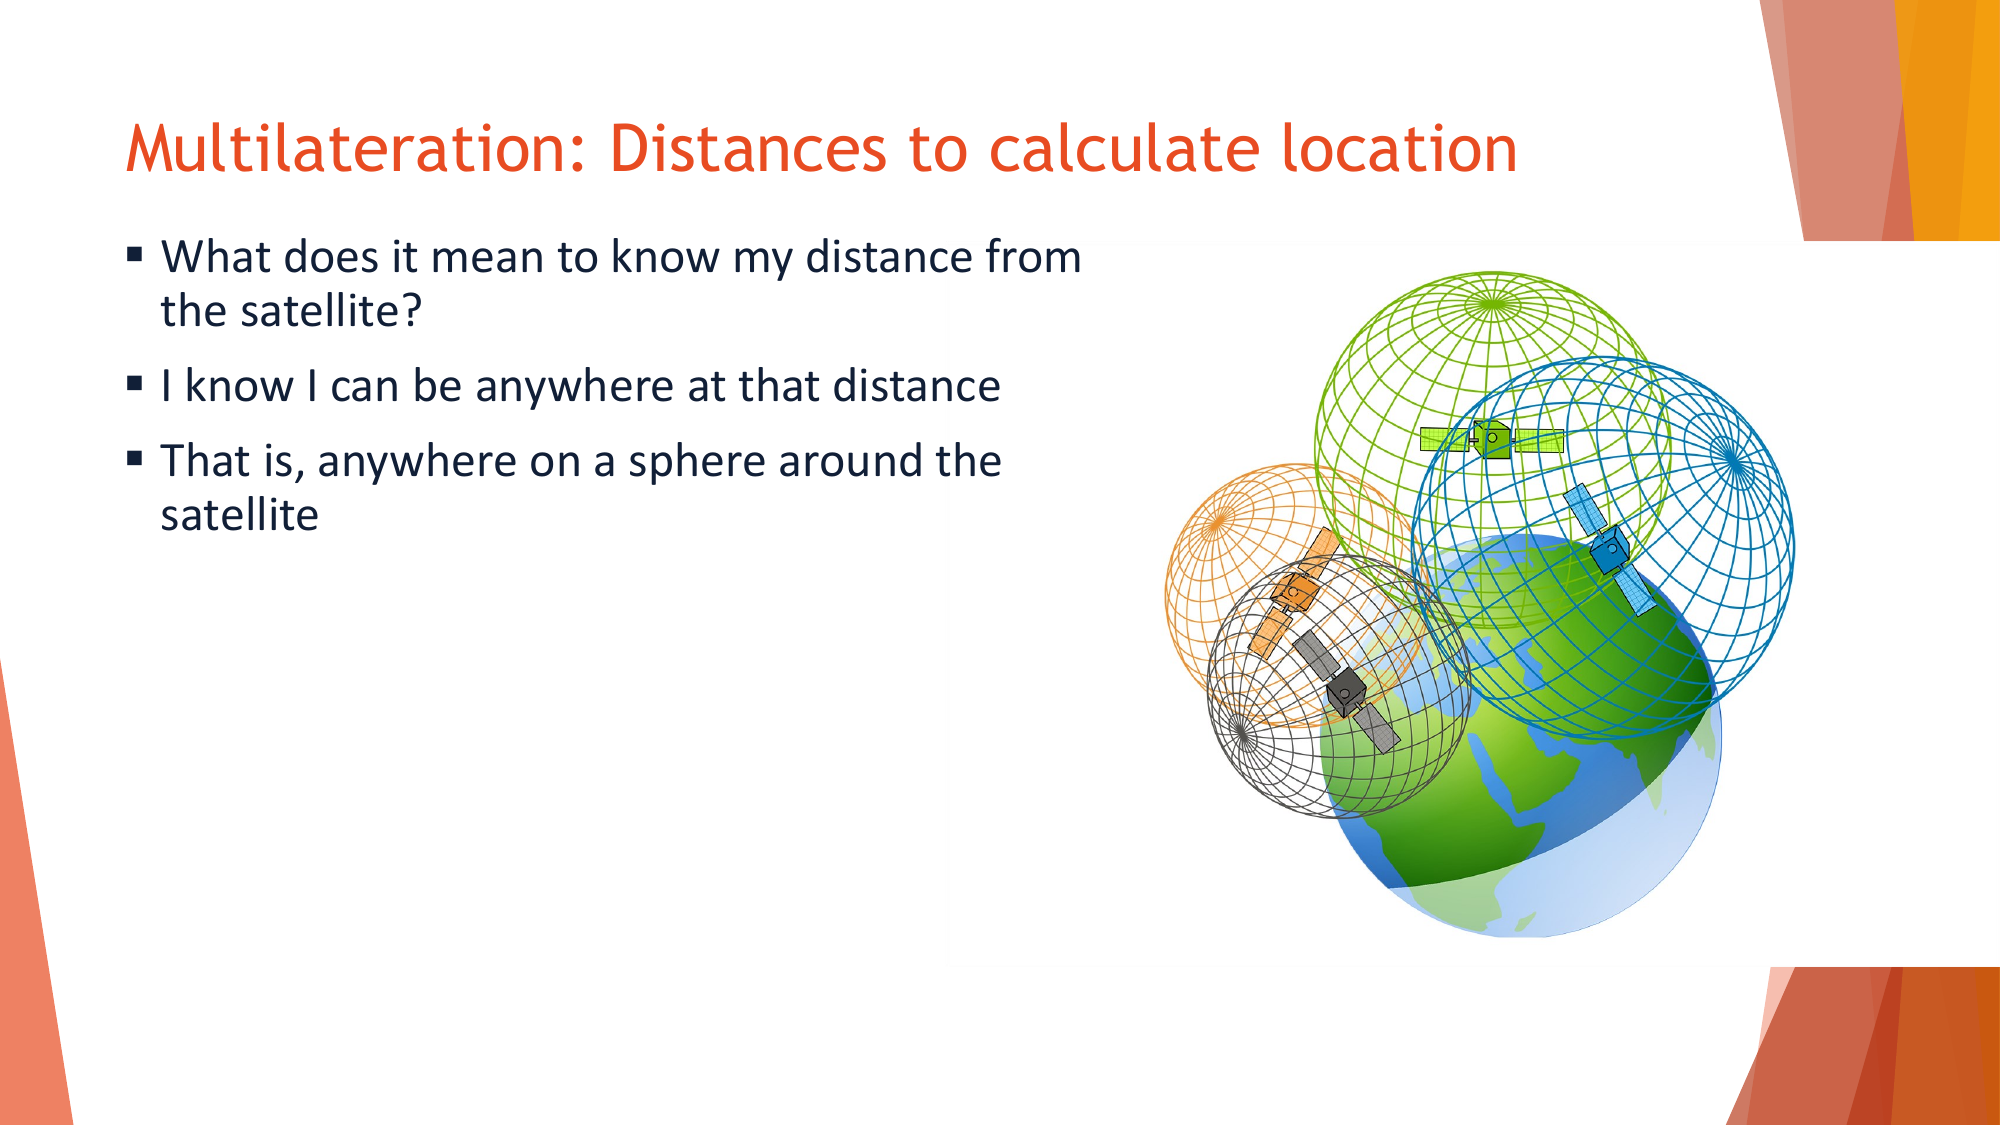 Multilateration: Distances to calculate location
▪ What does it mean to know my distance from
the satellite?
▪ I know I can be anywhere at that distance
▪ That is, anywhere on a sphere around the
satellite